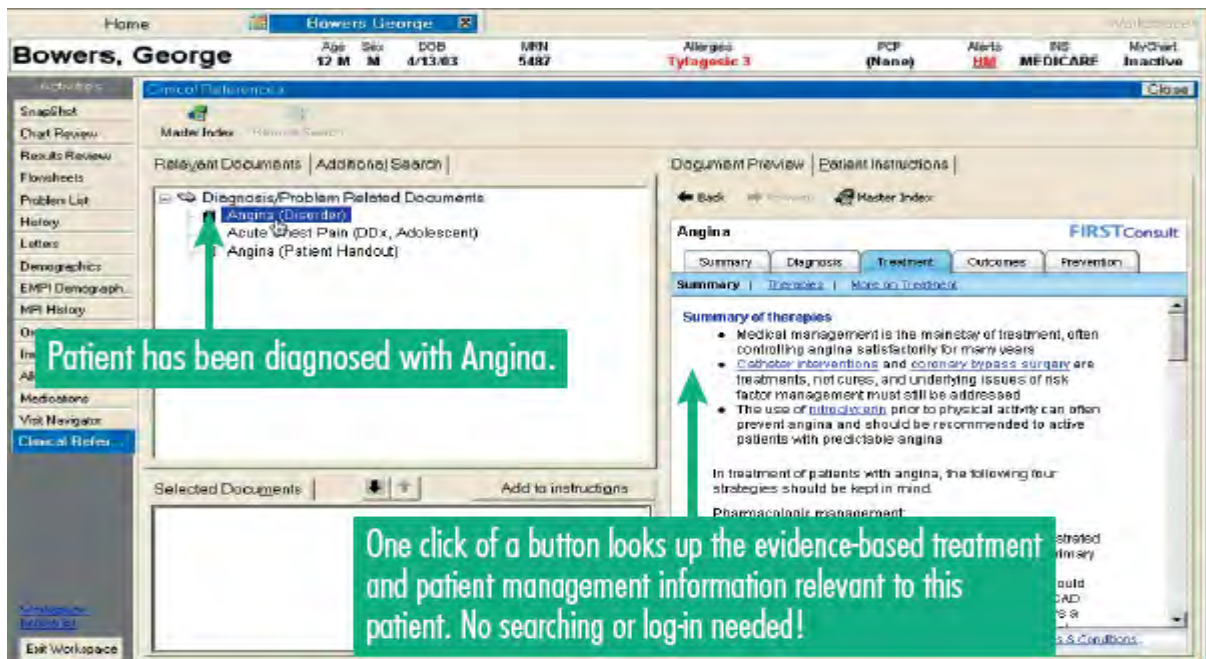 Home
Bowers George
Workspace
Bowers, George
Age Sex DOB MRN Allergies PCP Alerts INS MyChart
12 M M 4/13/03 5487 Tylagesic 3 (None) HM MEDICARE Inactive
Activities
Clinical References
Close
SnapShot
Chart Review
Results Review
Flowsheets
Problem List
History
Letters
Demographics
EMPI Demograph...
MPI History
Medications
Visit Navigator
Clinical Refer...
Exit Workspace
Master Index
Relevant Documents Additional Search
Diagnosis/Problem Related Documents
Angina (Disorder)
Acute Chest Pain (DDx, Adolescent)
Angina (Patient Handout)
Patient has been diagnosed with Angina.
Selected Documents
Add to instructions
Document Preview Patient Instructions
Back Master Index
Angina FIRSTConsult
Summary Diagnosis Treatment Outcomes Prevention
Summary | Therapies | More on Treatment
Summary of therapies
• Medical management is the mainstay of treatment, often
controlling angina satisfactorily for many years
• Catheter interventions and coronary bypass surgery are
treatments, not cures, and underlying issues of risk
factor management must still be addressed
• The use of nitroglycerin prior to physical activity can often
prevent angina and should be recommended to active
patients with predictable angina
In treatment of patients with angina, the following four
strategies should be kept in mind.
Pharmacologic management:
One click of a button looks up the evidence-based treatment
and patient management information relevant to this
patient. No searching or log-in needed!